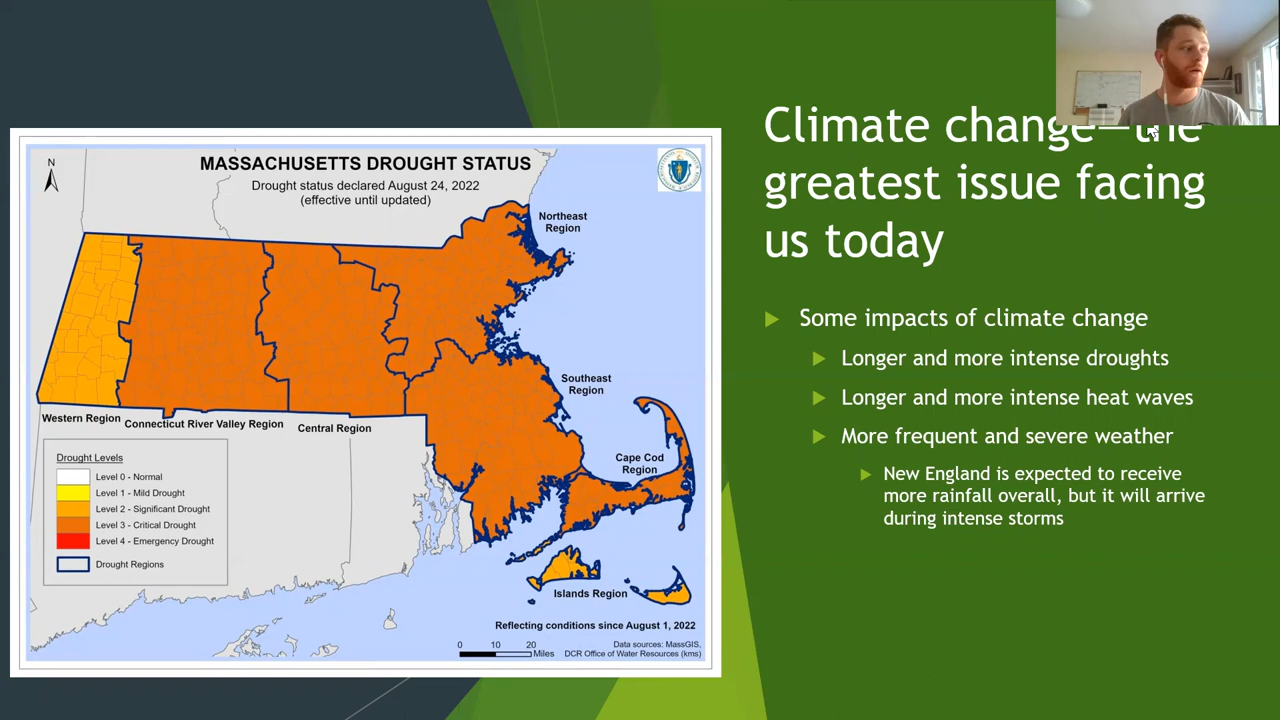 Climate change—the
greatest issue facing
us today
Some impacts of climate change
Longer and more intense droughts
Longer and more intense heat waves
More frequent and severe weather
New England is expected to receive
more rainfall overall, but it will arrive
during intense storms
N
MASSACHUSETTS DROUGHT STATUS
Drought status declared August 24, 2022
(effective until updated)
Northeast
Region
Southeast
Region
Cape Cod
Region
Western Region
Connecticut River Valley Region
Central Region
Islands Region
Drought Levels
Level 0 - Normal
Level 1 - Mild Drought
Level 2 - Significant Drought
Level 3 - Critical Drought
Level 4 - Emergency Drought
Drought Regions
Reflecting conditions since August 1, 2022
0 10 20
Miles
Data sources: MassGIS,
DCR Office of Water Resources (kms)